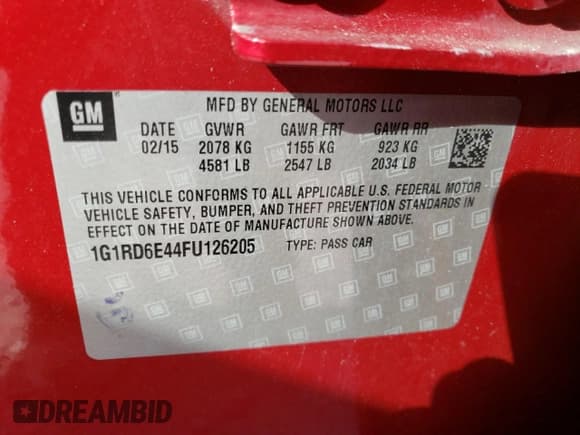 GM
MFD BY GENERAL MOTORS LLC
DATE GVWR GAWR FRT GAWR RR
02/15 2078 KG 1155 KG 923 KG
4581 LB 2547 LB 2034 LB
THIS VEHICLE CONFORMS TO ALL APPLICABLE U.S. FEDERAL MOTOR
VEHICLE SAFETY, BUMPER, AND THEFT PREVENTION STANDARDS IN
EFFECT ON THE DATE OF MANUFACTURE SHOWN ABOVE.
1G1RD6E44FU126205 TYPE: PASS CAR
DREAMBID